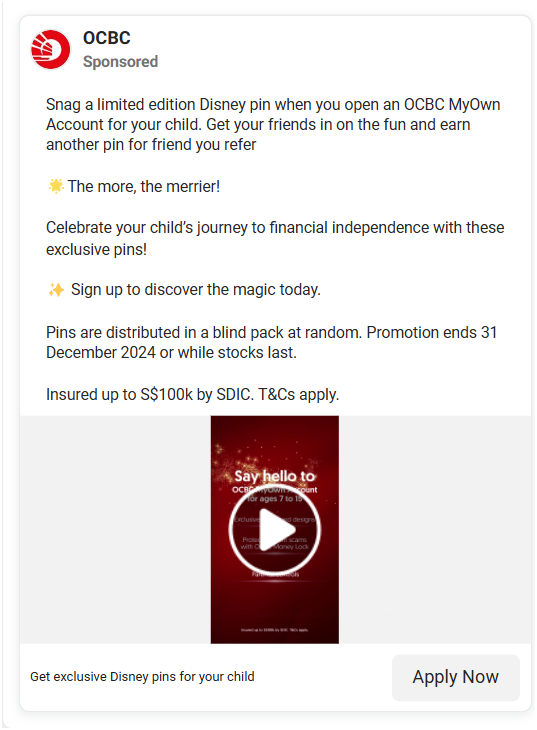 OCBC
Sponsored
Snag a limited edition Disney pin when you open an OCBC MyOwn
Account for your child. Get your friends in on the fun and earn
another pin for friend you refer
🌟 The more, the merrier!
Celebrate your child’s journey to financial independence with these
exclusive pins!
✨ Sign up to discover the magic today.
Pins are distributed in a blind pack at random. Promotion ends 31
December 2024 or while stocks last.
Insured up to S$100k by SDIC. T&Cs apply.
Say hello to
OCBC MyOwn Account
for ages 7 to 15
Exclusive designs
Protect scams
with Money Lock
Parental controls
Insured up to S$100k by SDIC. T&Cs apply.
Get exclusive Disney pins for your child
Apply Now